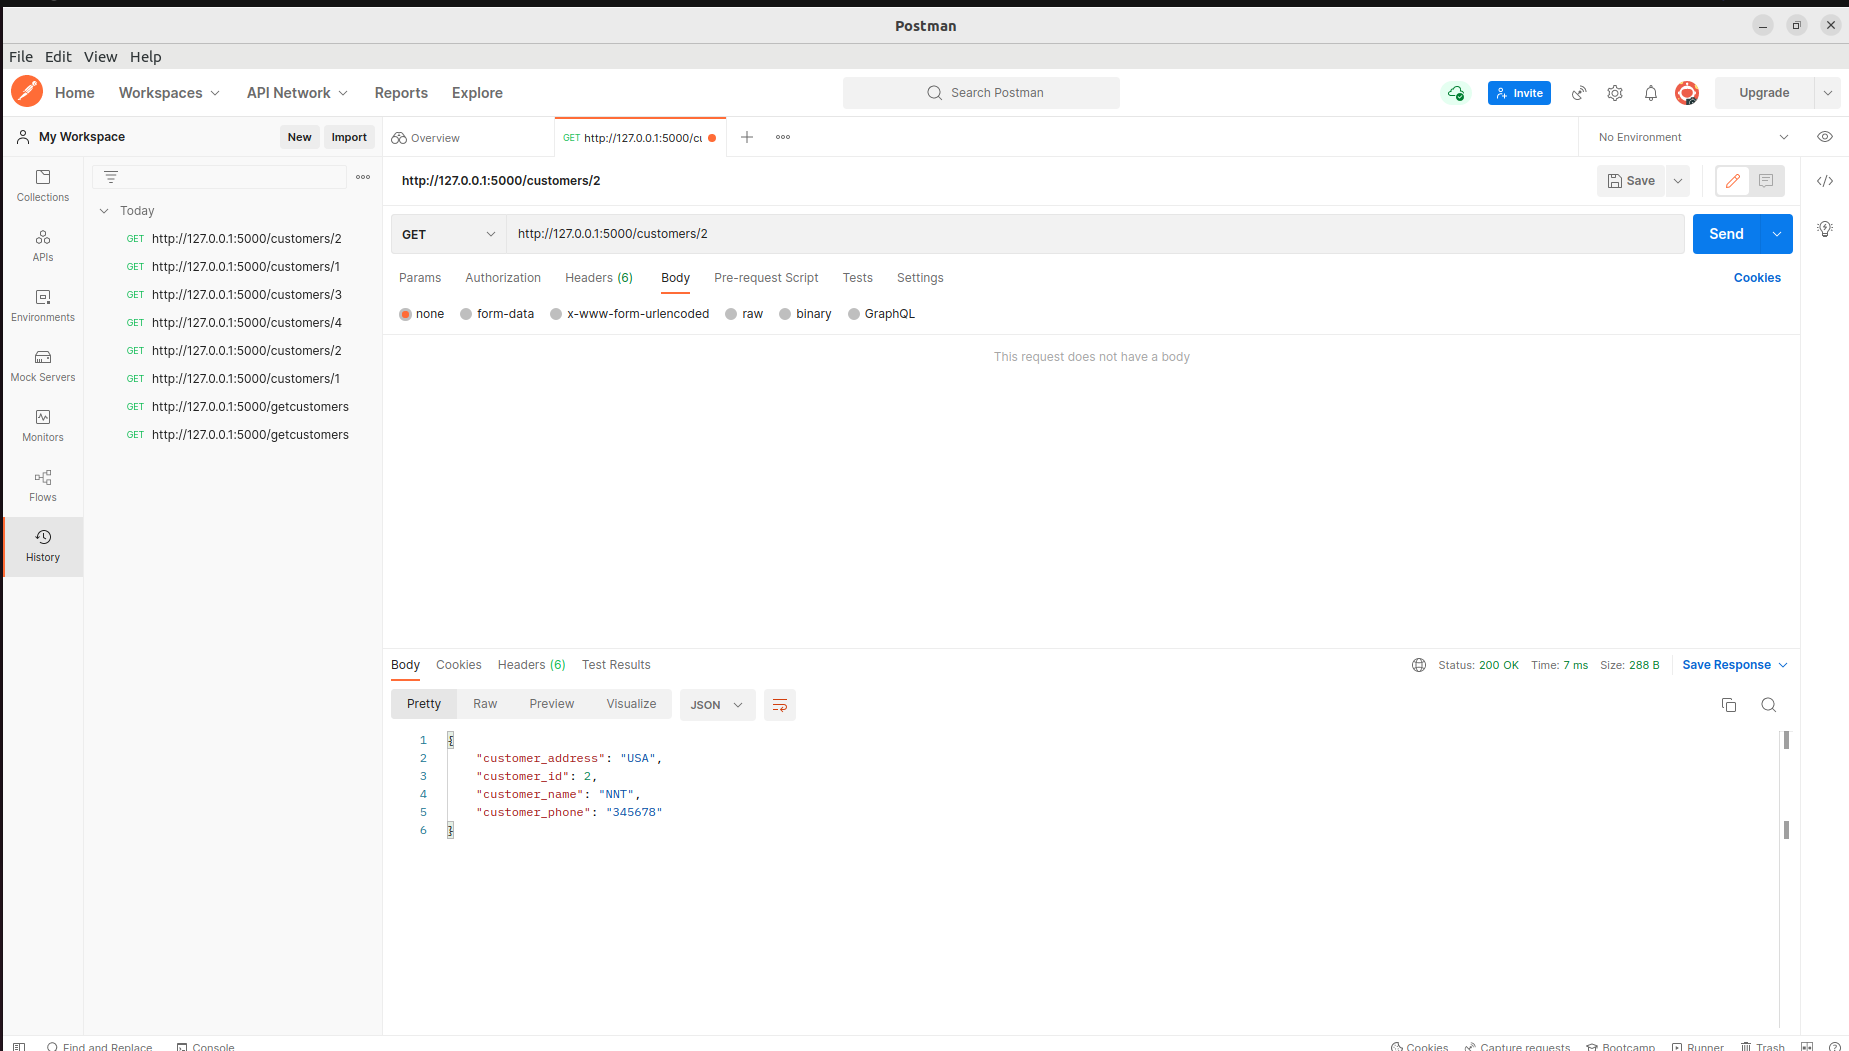 Postman
File Edit View Help
Home Workspaces API Network Reports Explore Search Postman Invite Upgrade
My Workspace New Import Overview GET http://127.0.0.1:5000/cu No Environment
Collections
APIs
Environments
Mock Servers
Monitors
Flows
History
Today
GET http://127.0.0.1:5000/customers/2
GET http://127.0.0.1:5000/customers/1
GET http://127.0.0.1:5000/customers/3
GET http://127.0.0.1:5000/customers/4
GET http://127.0.0.1:5000/customers/2
GET http://127.0.0.1:5000/customers/1
GET http://127.0.0.1:5000/getcustomers
GET http://127.0.0.1:5000/getcustomers
http://127.0.0.1:5000/customers/2 Save
GET http://127.0.0.1:5000/customers/2 Send
Params Authorization Headers (6) Body Pre-request Script Tests Settings Cookies
none form-data x-www-form-urlencoded raw binary GraphQL
This request does not have a body
Body Cookies Headers (6) Test Results Status: 200 OK Time: 7 ms Size: 288 B Save Response
Pretty Raw Preview Visualize JSON
1 {
2 "customer_address": "USA",
3 "customer_id": 2,
4 "customer_name": "NNT",
5 "customer_phone": "345678"
6 }
Find and Replace Console Cookies Capture requests Bootcamp Runner Trash